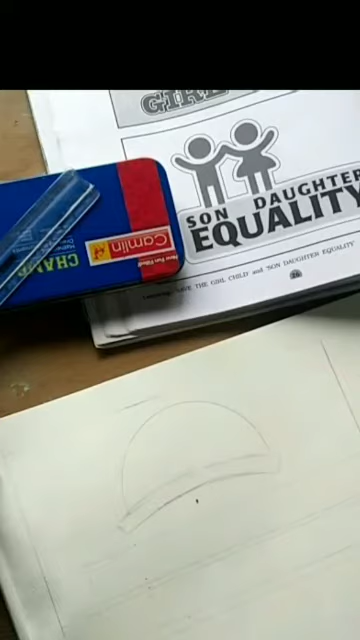 GIRL
SON DAUGHTER
EQUALITY
SAVE THE GIRL CHILD' and 'SON DAUGHTER EQUALITY'
Camlin
CHAMP